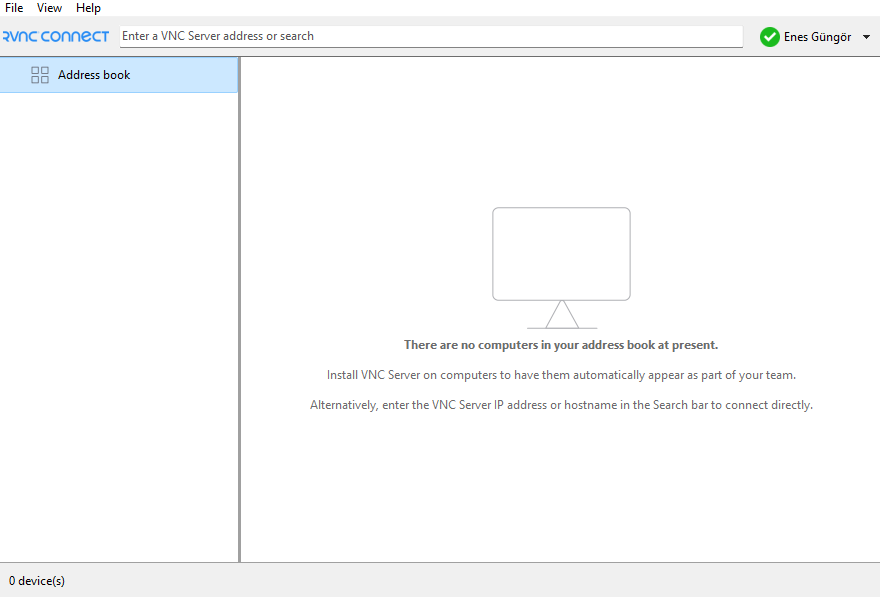 File View Help
RVNC CONNECT Enter a VNC Server address or search Enes Güngör
Address book
There are no computers in your address book at present.
Install VNC Server on computers to have them automatically appear as part of your team.
Alternatively, enter the VNC Server IP address or hostname in the Search bar to connect directly.
0 device(s)